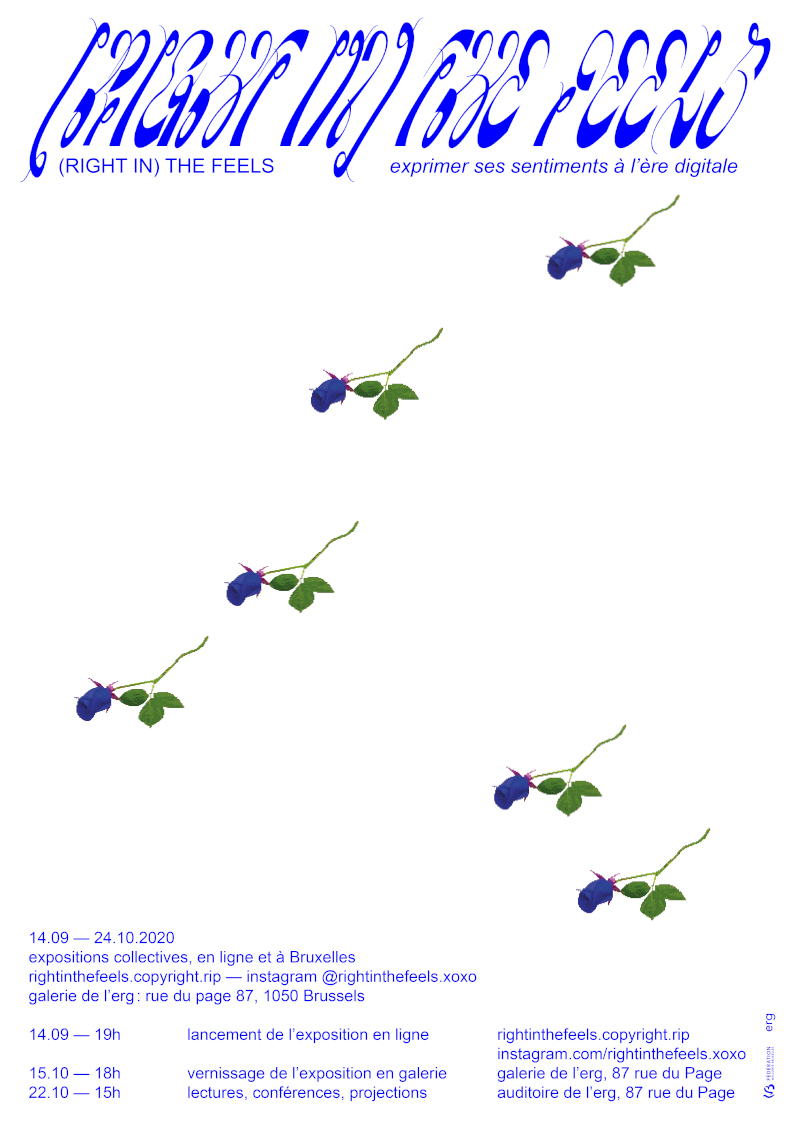 (RIGHT IN) THE FEELS
(RIGHT IN) THE FEELS
exprimer ses sentiments à l'ère digitale
14.09 — 24.10.2020
expositions collectives, en ligne et à Bruxelles
rightinthefeels.copyright.rip — instagram @rightinthefeels.xoxo
galerie de l'erg : rue du page 87, 1050 Brussels
14.09 — 19h lancement de l'exposition en ligne rightinthefeels.copyright.rip
instagram.com/rightinthefeels.xoxo
15.10 — 18h vernissage de l'exposition en galerie galerie de l'erg, 87 rue du Page
22.10 — 15h lectures, conférences, projections auditoire de l'erg, 87 rue du Page
erg
FÉDÉRATION